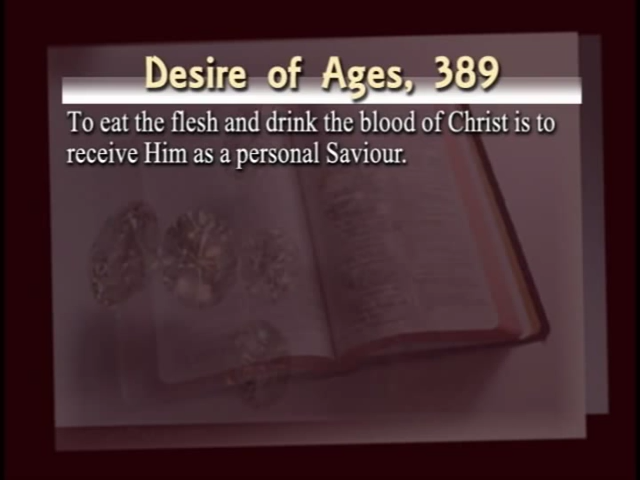 Desire of Ages, 389
To eat the flesh and drink the blood of Christ is to
receive Him as a personal Saviour.